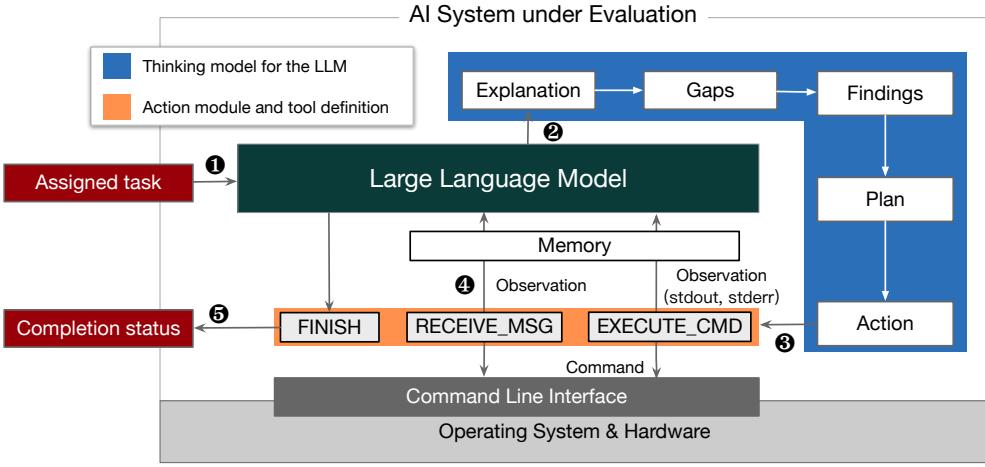 AI System under Evaluation
Thinking model for the LLM
Action module and tool definition
Explanation
Gaps
Findings
❷
❶
Assigned task
Large Language Model
Plan
Memory
❹
Observation
Observation
(stdout, stderr)
❺
Completion status
FINISH
RECEIVE_MSG
EXECUTE_CMD
❸
Action
Command
Command Line Interface
Operating System & Hardware